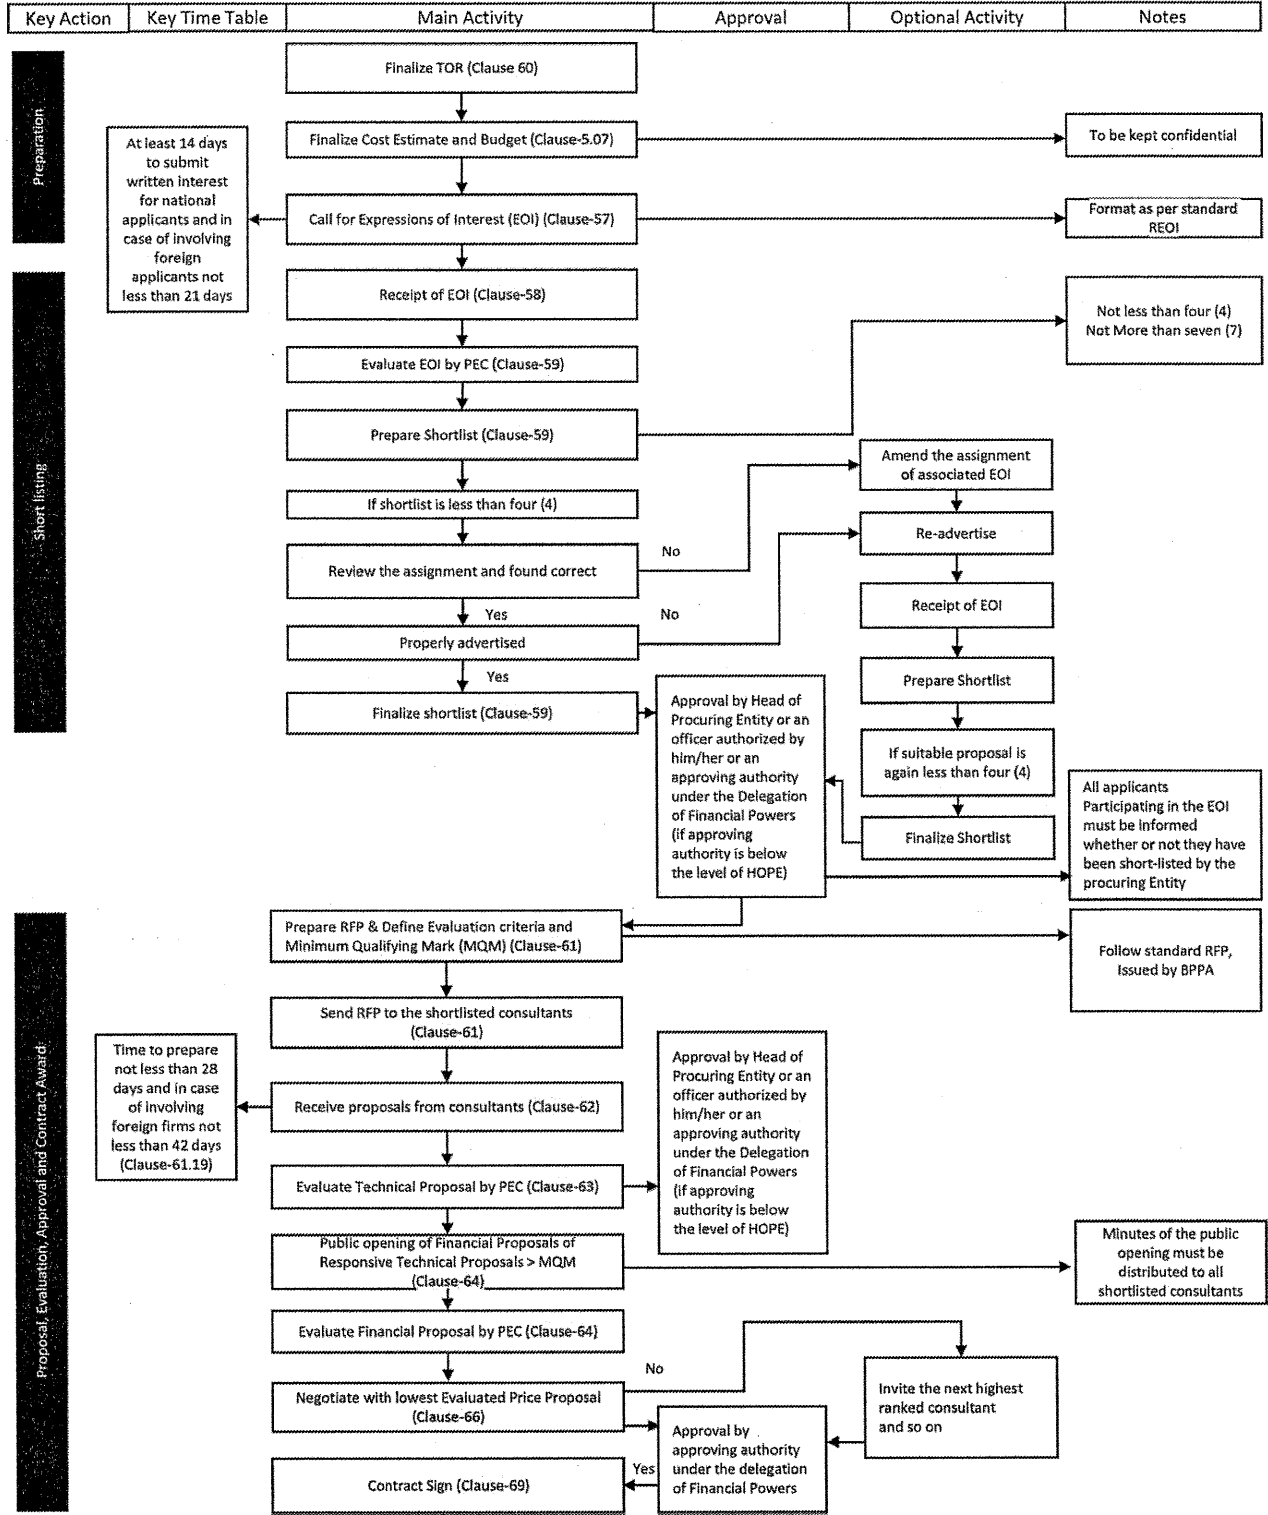 Key Action
Key Time Table
Main Activity
Approval
Optional Activity
Notes
Preparation
Finalize TOR (Clause 60)
Finalize Cost Estimate and Budget (Clause-5.07)
To be kept confidential
At least 14 days
to submit
written interest
for national
applicants and in
case of involving
foreign
applicants not
less than 21 days
Call for Expressions of Interest (EOI) (Clause-57)
Format as per standard
REOI
Short listing
Receipt of EOI (Clause-58)
Not less than four (4)
Not More than seven (7)
Evaluate EOI by PEC (Clause-59)
Prepare Shortlist (Clause-59)
Amend the assignment
of associated EOI
If shortlist is less than four (4)
Re-advertise
No
Review the assignment and found correct
Receipt of EOI
Yes
No
Properly advertised
Prepare Shortlist
Yes
Finalize shortlist (Clause-59)
Approval by Head of
Procuring Entity or an
officer authorized by
him/her or an
approving authority
under the Delegation
of Financial Powers
(if approving
authority is below
the level of HOPE)
If suitable proposal is
again less than four (4)
Finalize Shortlist
All applicants
Participating in the EOI
must be informed
whether or not they have
been short-listed by the
procuring Entity
Proposal, Evaluation, Approval and Contract Award
Prepare RFP & Define Evaluation criteria and
Minimum Qualifying Mark (MQM) (Clause-61)
Follow standard RFP,
Issued by BPPA
Send RFP to the shortlisted consultants
(Clause-61)
Time to prepare
not less than 28
days and in case
of involving
foreign firms not
less than 42 days
(Clause-61.19)
Receive proposals from consultants (Clause-62)
Approval by Head of
Procuring Entity or an
officer authorized by
him/her or an
approving authority
under the Delegation
of Financial Powers
(if approving
authority is below
the level of HOPE)
Evaluate Technical Proposal by PEC (Clause-63)
Public opening of Financial Proposals of
Responsive Technical Proposals > MQM
(Clause-64)
Minutes of the public
opening must be
distributed to all
shortlisted consultants
Evaluate Financial Proposal by PEC (Clause-64)
No
Negotiate with lowest Evaluated Price Proposal
(Clause-66)
Invite the next highest
ranked consultant
and so on
Approval by
approving authority
under the delegation
of Financial Powers
Yes
Contract Sign (Clause-69)